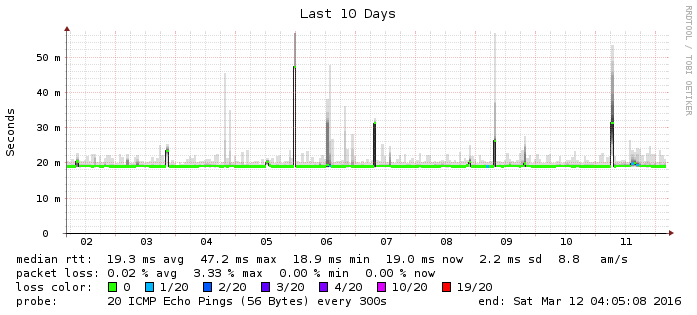 Last 10 Days
RRDTOOL / TOBI OETIKER
Seconds
50 m
40 m
30 m
20 m
10 m
0
02 03 04 05 06 07 08 09 10 11
median rtt: 19.3 ms avg 47.2 ms max 18.9 ms min 19.0 ms now 2.2 ms sd 8.8 am/s
packet loss: 0.02 % avg 3.33 % max 0.00 % min 0.00 % now
loss color: 0 1/20 2/20 3/20 4/20 10/20 19/20
probe: 20 ICMP Echo Pings (56 Bytes) every 300s end: Sat Mar 12 04:05:08 2016